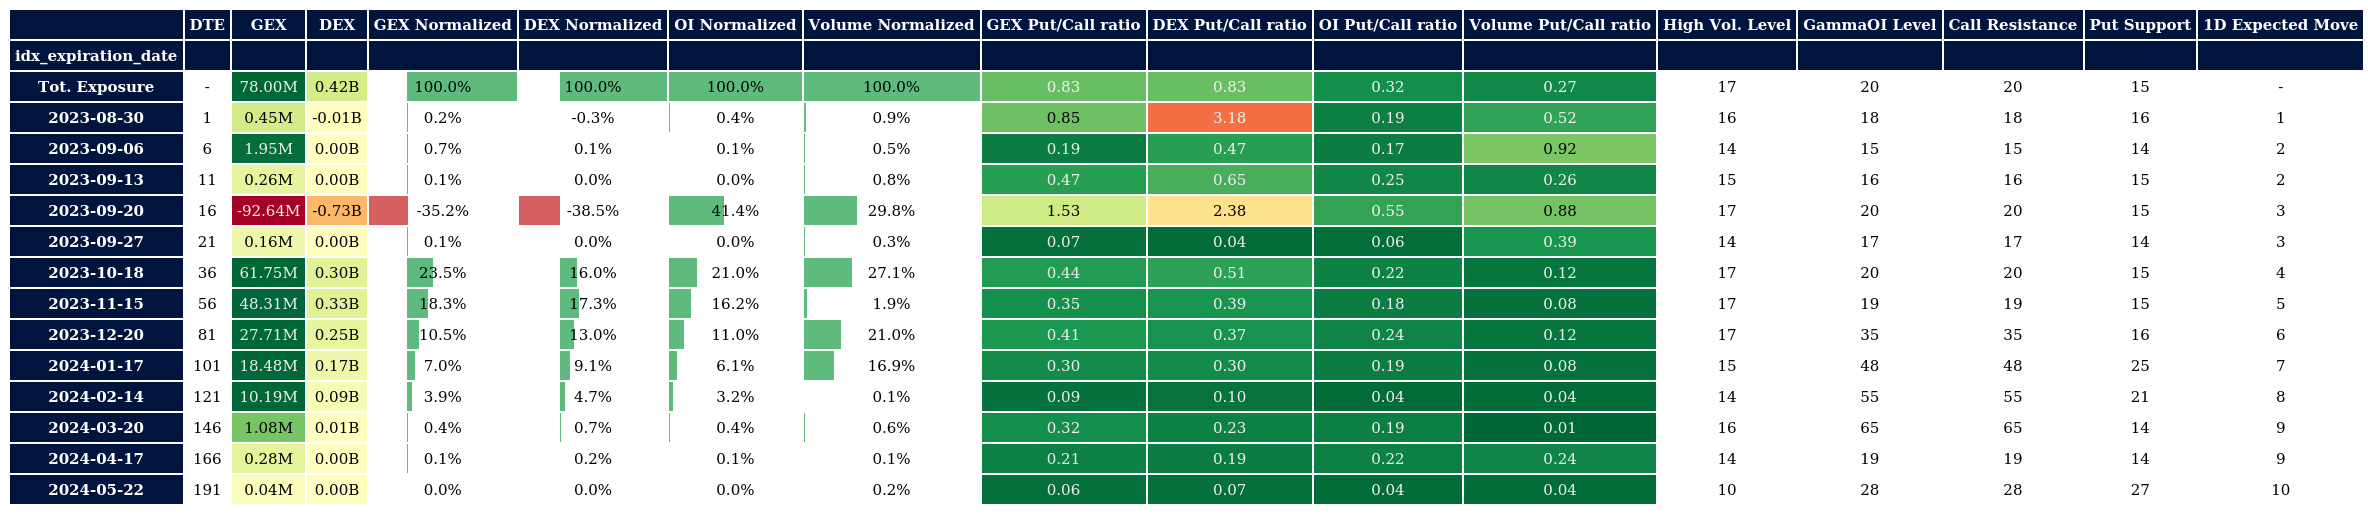 DTE GEX DEX GEX Normalized DEX Normalized OI Normalized Volume Normalized GEX Put/Call ratio DEX Put/Call ratio OI Put/Call ratio Volume Put/Call ratio High Vol. Level GammaOI Level Call Resistance Put Support 1D Expected Move
idx_expiration_date
Tot. Exposure - 78.00M 0.42B 100.0% 100.0% 100.0% 100.0% 0.83 0.83 0.32 0.27 17 20 20 15 -
2023-08-30 1 0.45M -0.01B 0.2% -0.3% 0.4% 0.9% 0.85 3.18 0.19 0.52 16 18 18 16 1
2023-09-06 6 1.95M 0.00B 0.7% 0.1% 0.1% 0.5% 0.19 0.47 0.17 0.92 14 15 15 14 2
2023-09-13 11 0.26M 0.00B 0.1% 0.0% 0.0% 0.8% 0.47 0.65 0.25 0.26 15 16 16 15 2
2023-09-20 16 -92.64M -0.73B -35.2% -38.5% 41.4% 29.8% 1.53 2.38 0.55 0.88 17 20 20 15 3
2023-09-27 21 0.16M 0.00B 0.1% 0.0% 0.0% 0.3% 0.07 0.04 0.06 0.39 14 17 17 14 3
2023-10-18 36 61.75M 0.30B 23.5% 16.0% 21.0% 27.1% 0.44 0.51 0.22 0.12 17 20 20 15 4
2023-11-15 56 48.31M 0.33B 18.3% 17.3% 16.2% 1.9% 0.35 0.39 0.18 0.08 17 19 19 15 5
2023-12-20 81 27.71M 0.25B 10.5% 13.0% 11.0% 21.0% 0.41 0.37 0.24 0.12 17 35 35 16 6
2024-01-17 101 18.48M 0.17B 7.0% 9.1% 6.1% 16.9% 0.30 0.30 0.19 0.08 15 48 48 25 7
2024-02-14 121 10.19M 0.09B 3.9% 4.7% 3.2% 0.1% 0.09 0.10 0.04 0.04 14 55 55 21 8
2024-03-20 146 1.08M 0.01B 0.4% 0.7% 0.4% 0.6% 0.32 0.23 0.19 0.01 16 65 65 14 9
2024-04-17 166 0.28M 0.00B 0.1% 0.2% 0.1% 0.1% 0.21 0.19 0.22 0.24 14 19 19 14 9
2024-05-22 191 0.04M 0.00B 0.0% 0.0% 0.0% 0.2% 0.06 0.07 0.04 0.04 10 28 28 27 10